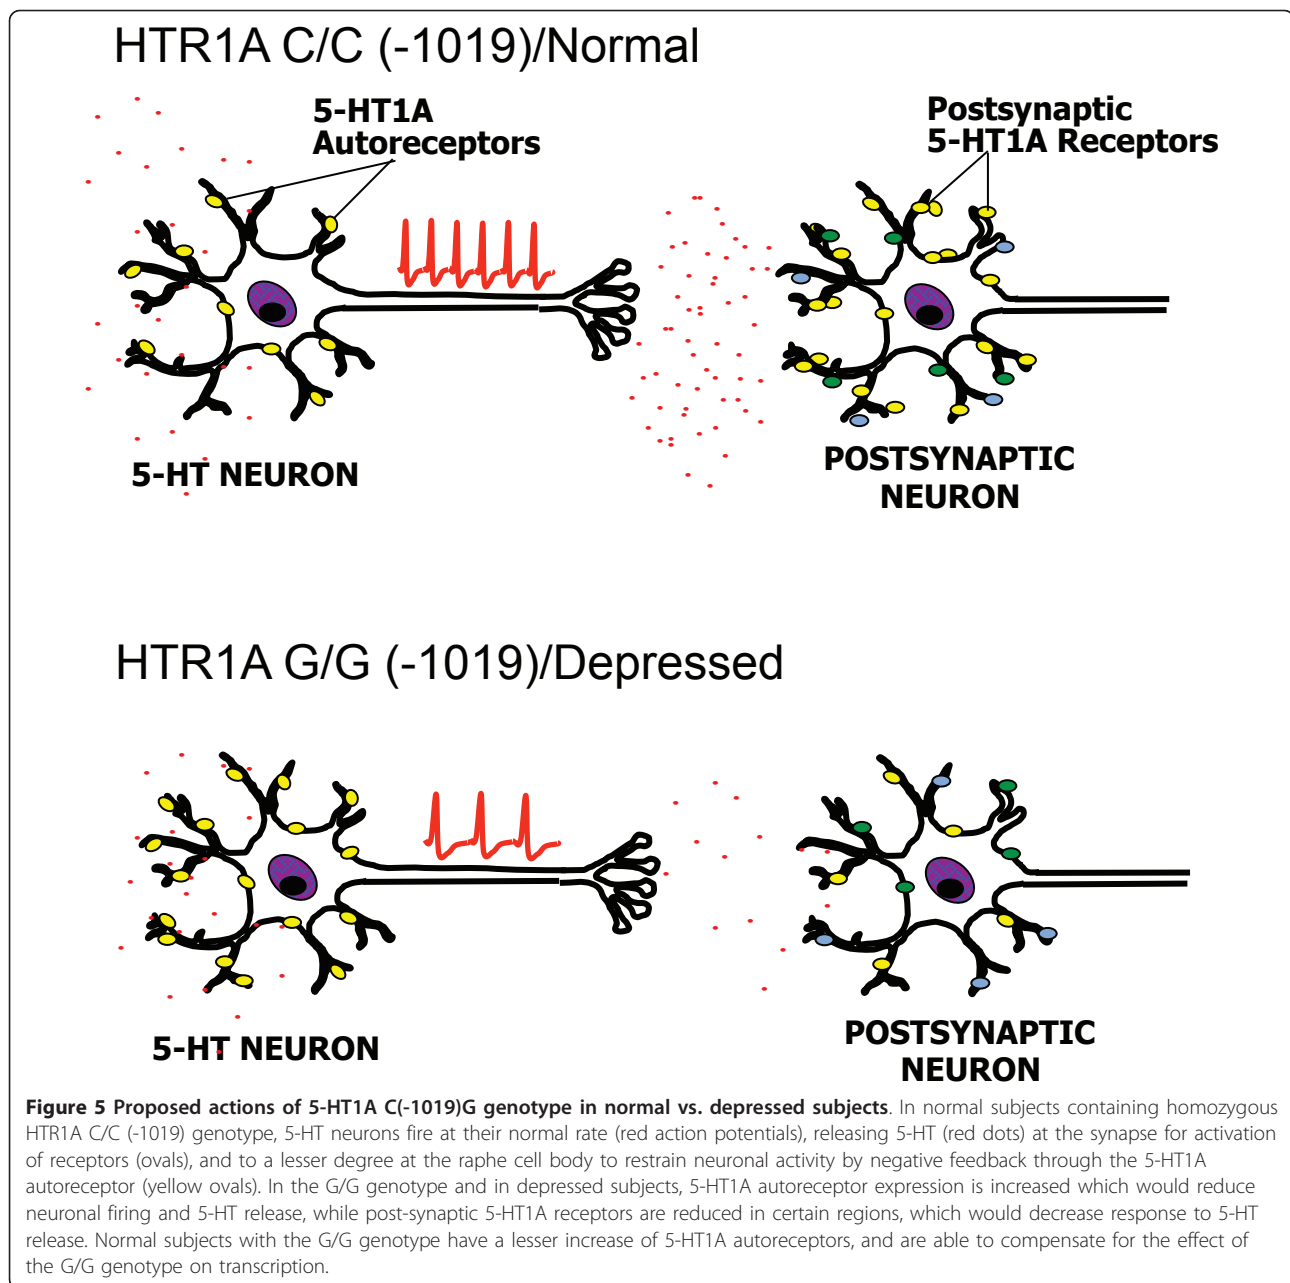 HTR1A C/C (-1019)/Normal
5-HT1A
Autoreceptors
Postsynaptic
5-HT1A Receptors
5-HT NEURON
POSTSYNAPTIC
NEURON
HTR1A G/G (-1019)/Depressed
5-HT NEURON
POSTSYNAPTIC
NEURON
Figure 5 Proposed actions of 5-HT1A C(-1019)G genotype in normal vs. depressed subjects. In normal subjects containing homozygous
HTR1A C/C (-1019) genotype, 5-HT neurons fire at their normal rate (red action potentials), releasing 5-HT (red dots) at the synapse for activation
of receptors (ovals), and to a lesser degree at the raphe cell body to restrain neuronal activity by negative feedback through the 5-HT1A
autoreceptor (yellow ovals). In the G/G genotype and in depressed subjects, 5-HT1A autoreceptor expression is increased which would reduce
neuronal firing and 5-HT release, while post-synaptic 5-HT1A receptors are reduced in certain regions, which would decrease response to 5-HT
release. Normal subjects with the G/G genotype have a lesser increase of 5-HT1A autoreceptors, and are able to compensate for the effect of
the G/G genotype on transcription.